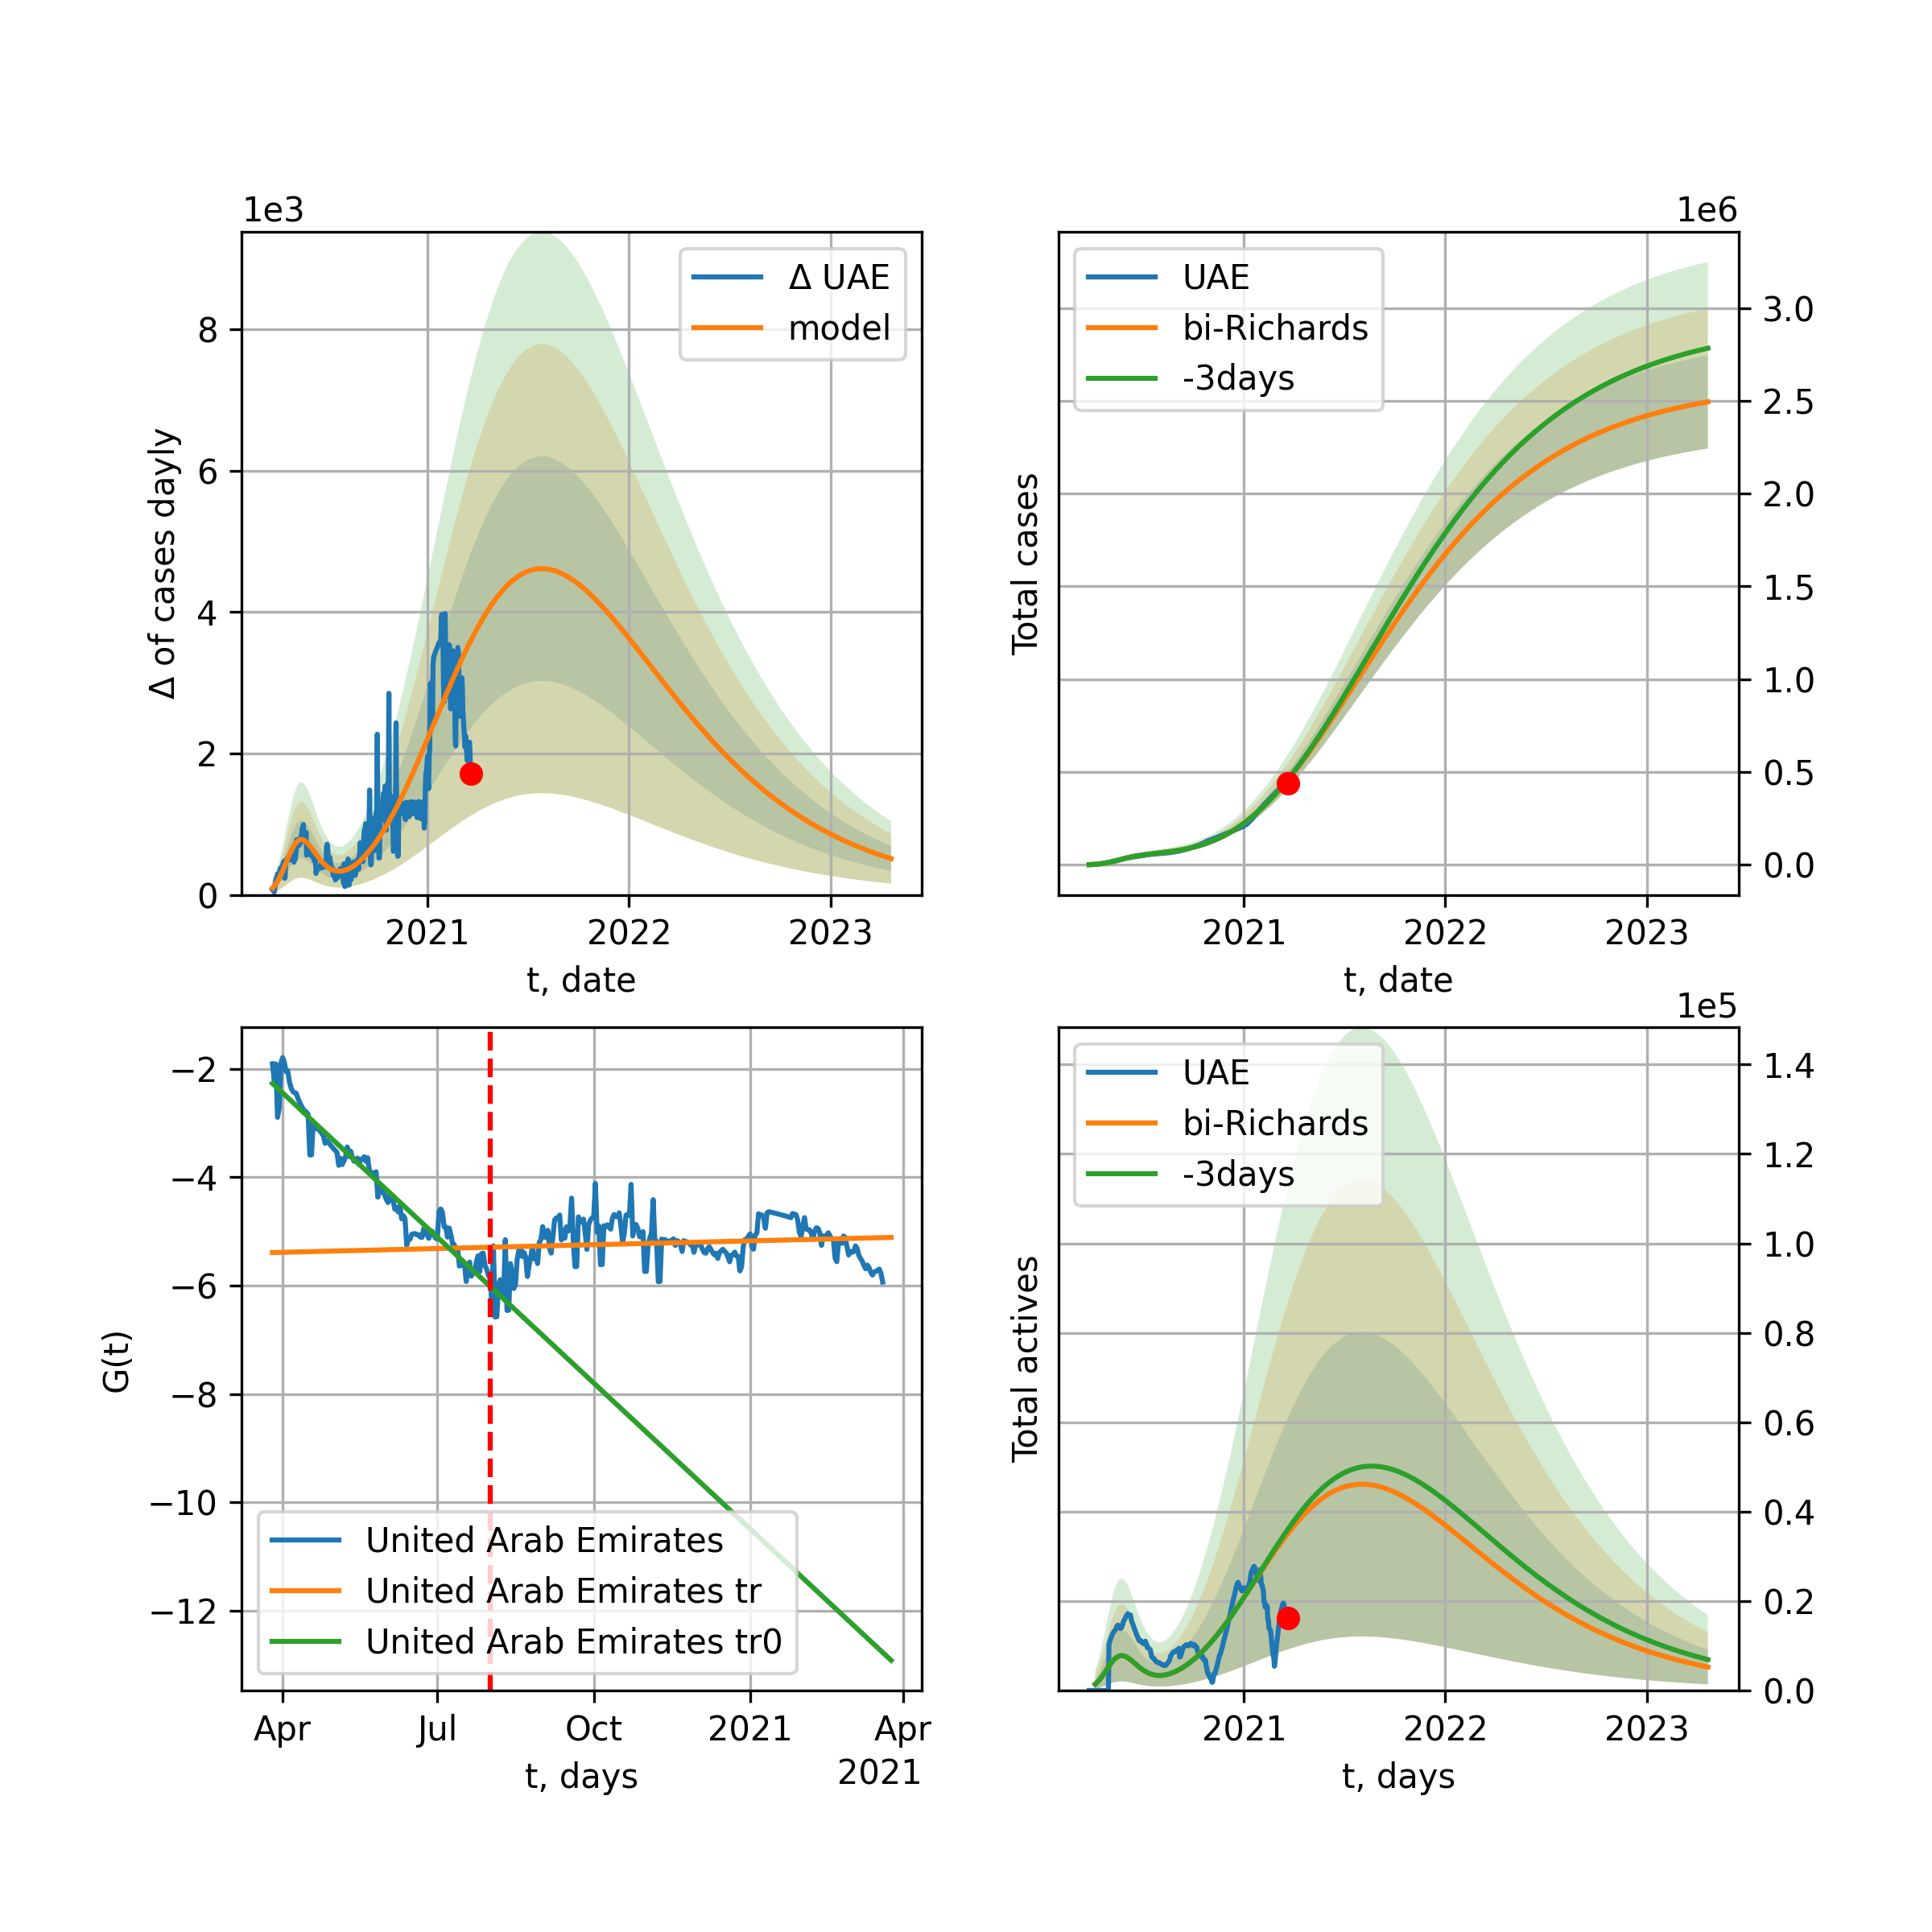 1e3
Δ of cases dayly
8
6
4
2
0
Δ UAE
model
2021 2022 2023
t, date
1e6
Total cases
UAE
bi-Richards
-3days
3.0
2.5
2.0
1.5
1.0
0.5
0.0
2021 2022 2023
t, date
G(t)
−2
−4
−6
−8
−10
−12
United Arab Emirates
United Arab Emirates tr
United Arab Emirates tr0
Apr Jul Oct 2021 Apr
2021
t, days
1e5
Total actives
UAE
bi-Richards
-3days
1.4
1.2
1.0
0.8
0.6
0.4
0.2
0.0
2021 2022 2023
t, days